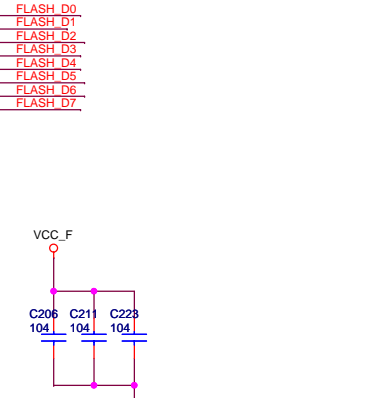 FLASH_D0
FLASH_D1
FLASH_D2
FLASH_D3
FLASH_D4
FLASH_D5
FLASH_D6
FLASH_D7
VCC_F
C206 C211 C223
104 104 104